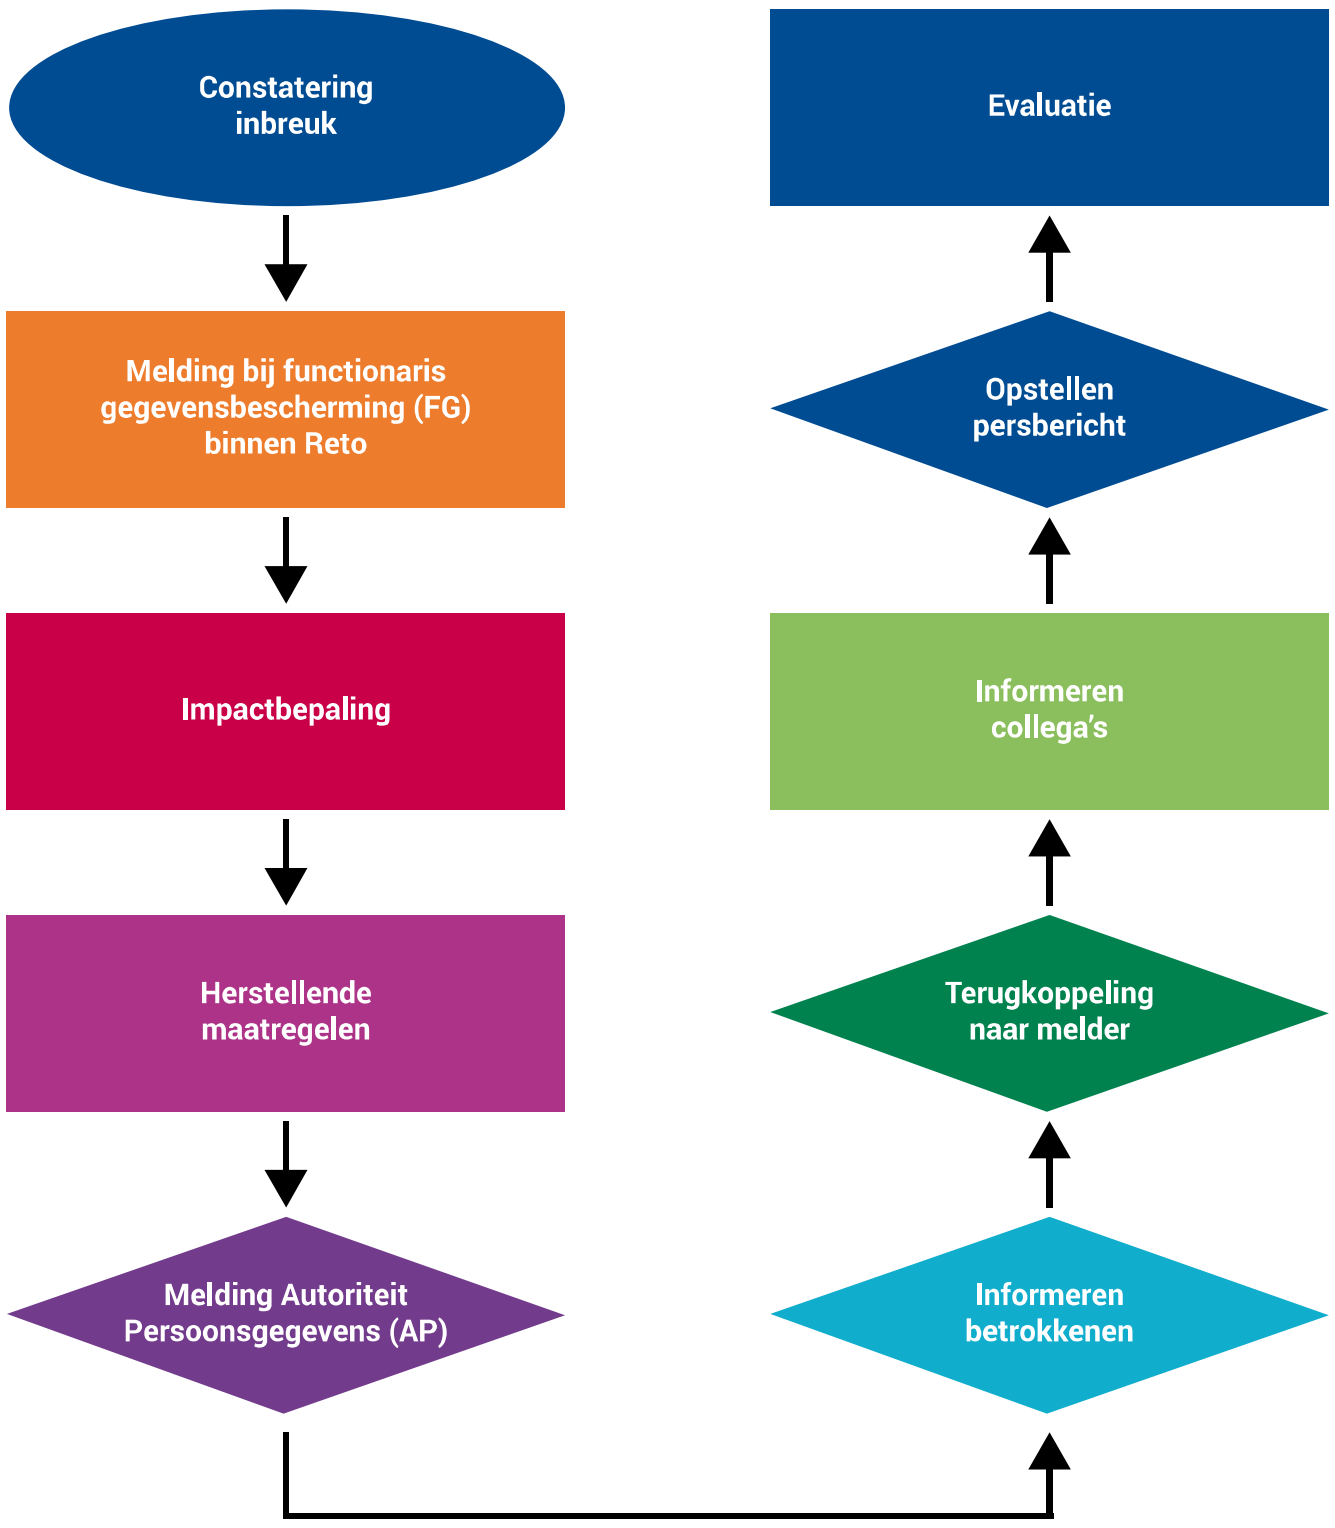 Constatering
inbreuk
Melding bij functionaris
gegevensbescherming (FG)
binnen Reto
Impactbepaling
Herstellende
maatregelen
Melding Autoriteit
Persoonsgegevens (AP)
Informeren
betrokkenen
Terugkoppeling
naar melder
Informeren
collega’s
Opstellen
persbericht
Evaluatie